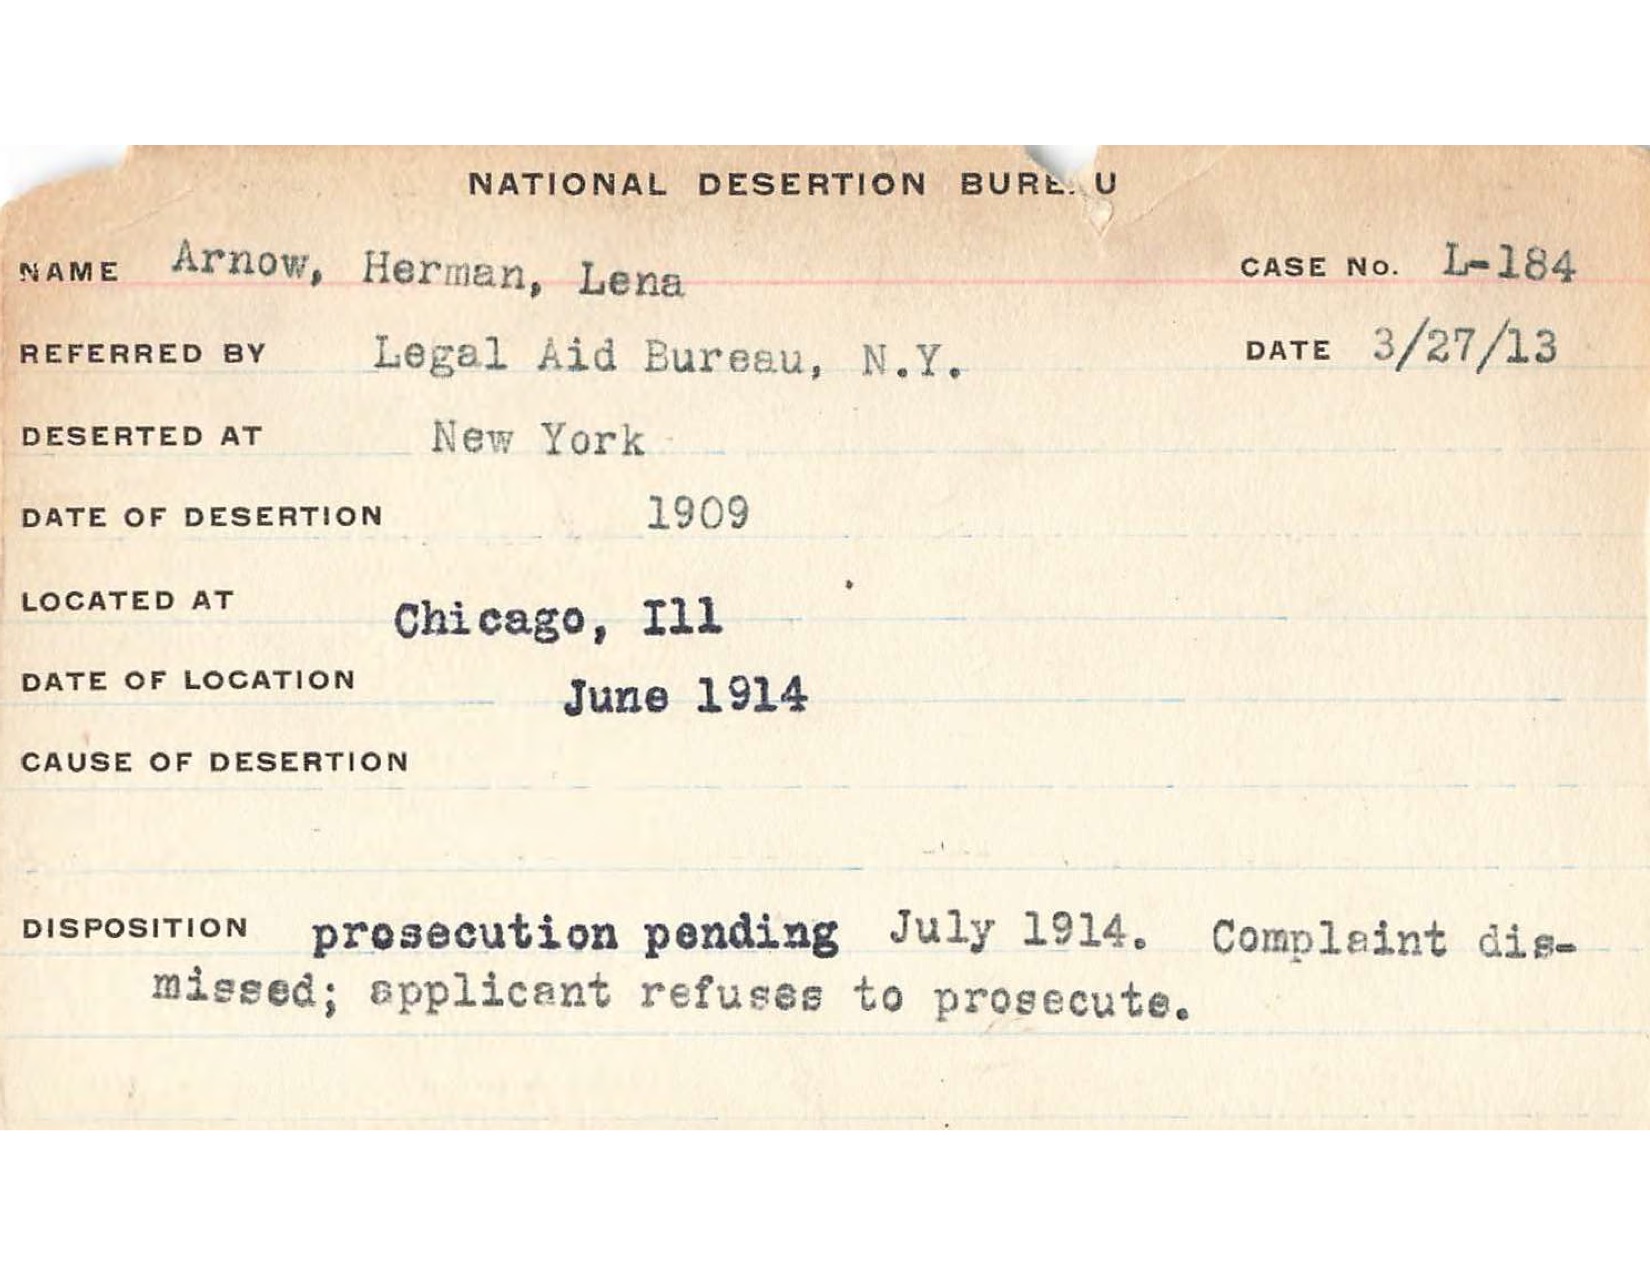 NATIONAL DESERTION BUREAU
NAME Arnow, Herman, Lena CASE No. L-184
REFERRED BY Legal Aid Bureau, N.Y. DATE 3/27/13
DESERTED AT New York
DATE OF DESERTION 1909
LOCATED AT Chicago, Ill
DATE OF LOCATION June 1914
CAUSE OF DESERTION
DISPOSITION prosecution pending July 1914. Complaint dis-
missed; applicant refuses to prosecute.